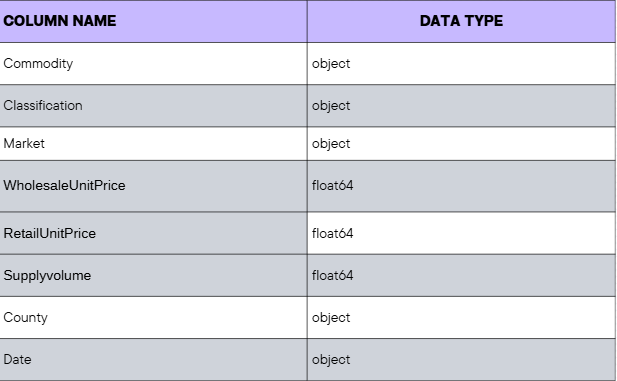 COLUMN NAME DATA TYPE
Commodity object
Classification object
Market object
WholesaleUnitPrice float64
RetailUnitPrice float64
Supplyvolume float64
County object
Date object